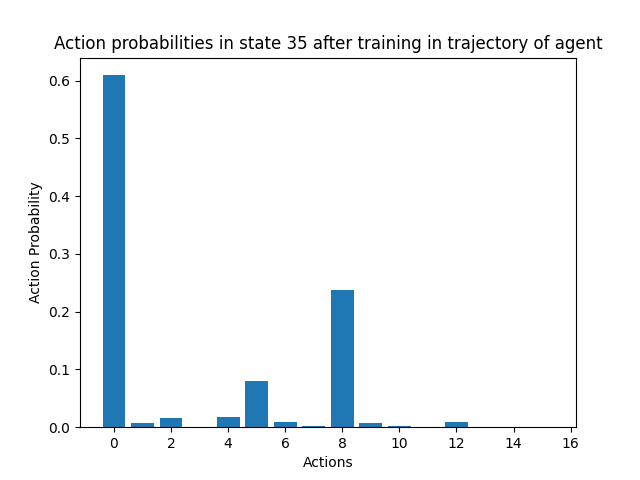 Action probabilities in state 35 after training in trajectory of agent
0.6
0.5
0.4
0.3
0.2
0.1
0.0
Action Probability
0 2 4 6 8 10 12 14 16
Actions